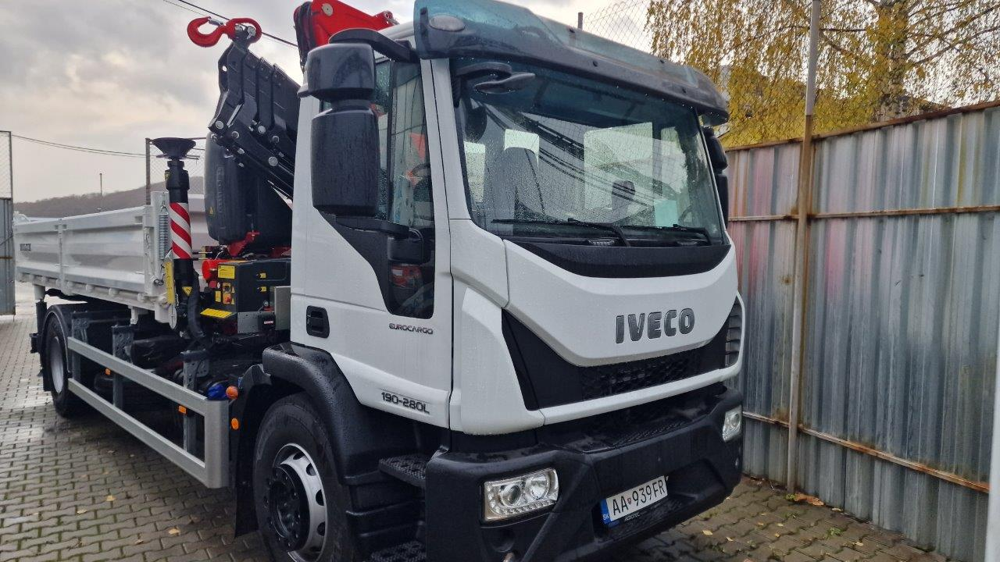 IVECO
EUROCARGO
190-280L
SK AA 939FR